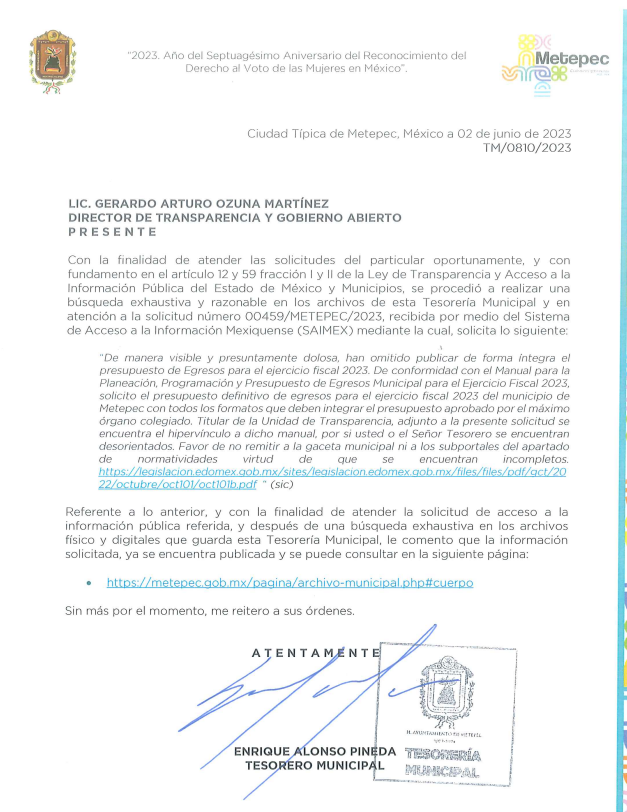 "2023. Año del Septuagésimo Aniversario del Reconocimiento del
Derecho al Voto de las Mujeres en México".
Metepec
Ciudad Típica de Metepec, México a 02 de junio de 2023
TM/0810/2023
LIC. GERARDO ARTURO OZUNA MARTÍNEZ
DIRECTOR DE TRANSPARENCIA Y GOBIERNO ABIERTO
P R E S E N T E
Con la finalidad de atender las solicitudes del particular oportunamente, y con
fundamento en el artículo 12 y 59 fracción I y II de la Ley de Transparencia y Acceso a la
Información Pública del Estado de México y Municipios, se procedió a realizar una
búsqueda exhaustiva y razonable en los archivos de esta Tesorería Municipal y en
atención a la solicitud número 00459/METEPEC/2023, recibida por medio del Sistema
de Acceso a la Información Mexiquense (SAIMEX) mediante la cual, solicita lo siguiente:
"De manera visible y presuntamente dolosa, han omitido publicar de forma íntegra el
presupuesto de Egresos para el ejercicio fiscal 2023. De conformidad con el Manual para la
Planeación, Programación y Presupuesto de Egresos Municipal para el Ejercicio Fiscal 2023,
solicito el presupuesto definitivo de egresos para el ejercicio fiscal 2023 del municipio de
Metepec con todos los formatos que deben integrar el presupuesto aprobado por el máximo
órgano colegiado. Titular de la Unidad de Transparencia, adjunto a la presente solicitud se
encuentra el hipervínculo a dicho manual, por si usted o el Señor Tesorero se encuentran
desorientados. Favor de no remitir a la gaceta municipal ni a los subportales del apartado
de normatividades virtud de que se encuentran incompletos.
https://legislacion.edomex.gob.mx/sites/legislacion.edomex.gob.mx/files/files/pdf/gct/20
22/octubre/oct101/oct101b.pdf " (sic)
Referente a lo anterior, y con la finalidad de atender la solicitud de acceso a la
información pública referida, y después de una búsqueda exhaustiva en los archivos
físico y digitales que guarda esta Tesorería Municipal, le comento que la información
solicitada, ya se encuentra publicada y se puede consultar en la siguiente página:
• https://metepec.gob.mx/pagina/archivo-municipal.php#cuerpo
Sin más por el momento, me reitero a sus órdenes.
A T E N T A M E N T E
H. AYUNTAMIENTO DE METEPEC
ENRIQUE ALONSO PINEDA
TESORERO MUNICIPAL
TESORERÍA
MUNICIPAL